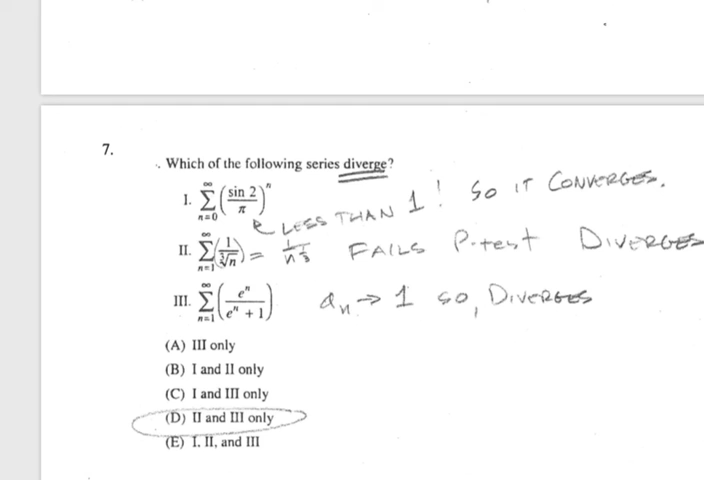 7.
. Which of the following series diverge?
I. ∞ Σ n=0 (sin 2 / π)^n LESS THAN 1! SO IT CONVERGES.
II. ∞ Σ n=1 (1 / ∛n) = 1 / n^(1/3) FAILS P-test DIVERGES
III. ∞ Σ n=1 (e^n / e^n + 1) a_n → 1 so, DIVERGES
(A) III only
(B) I and II only
(C) I and III only
(D) II and III only
(E) I, II, and III